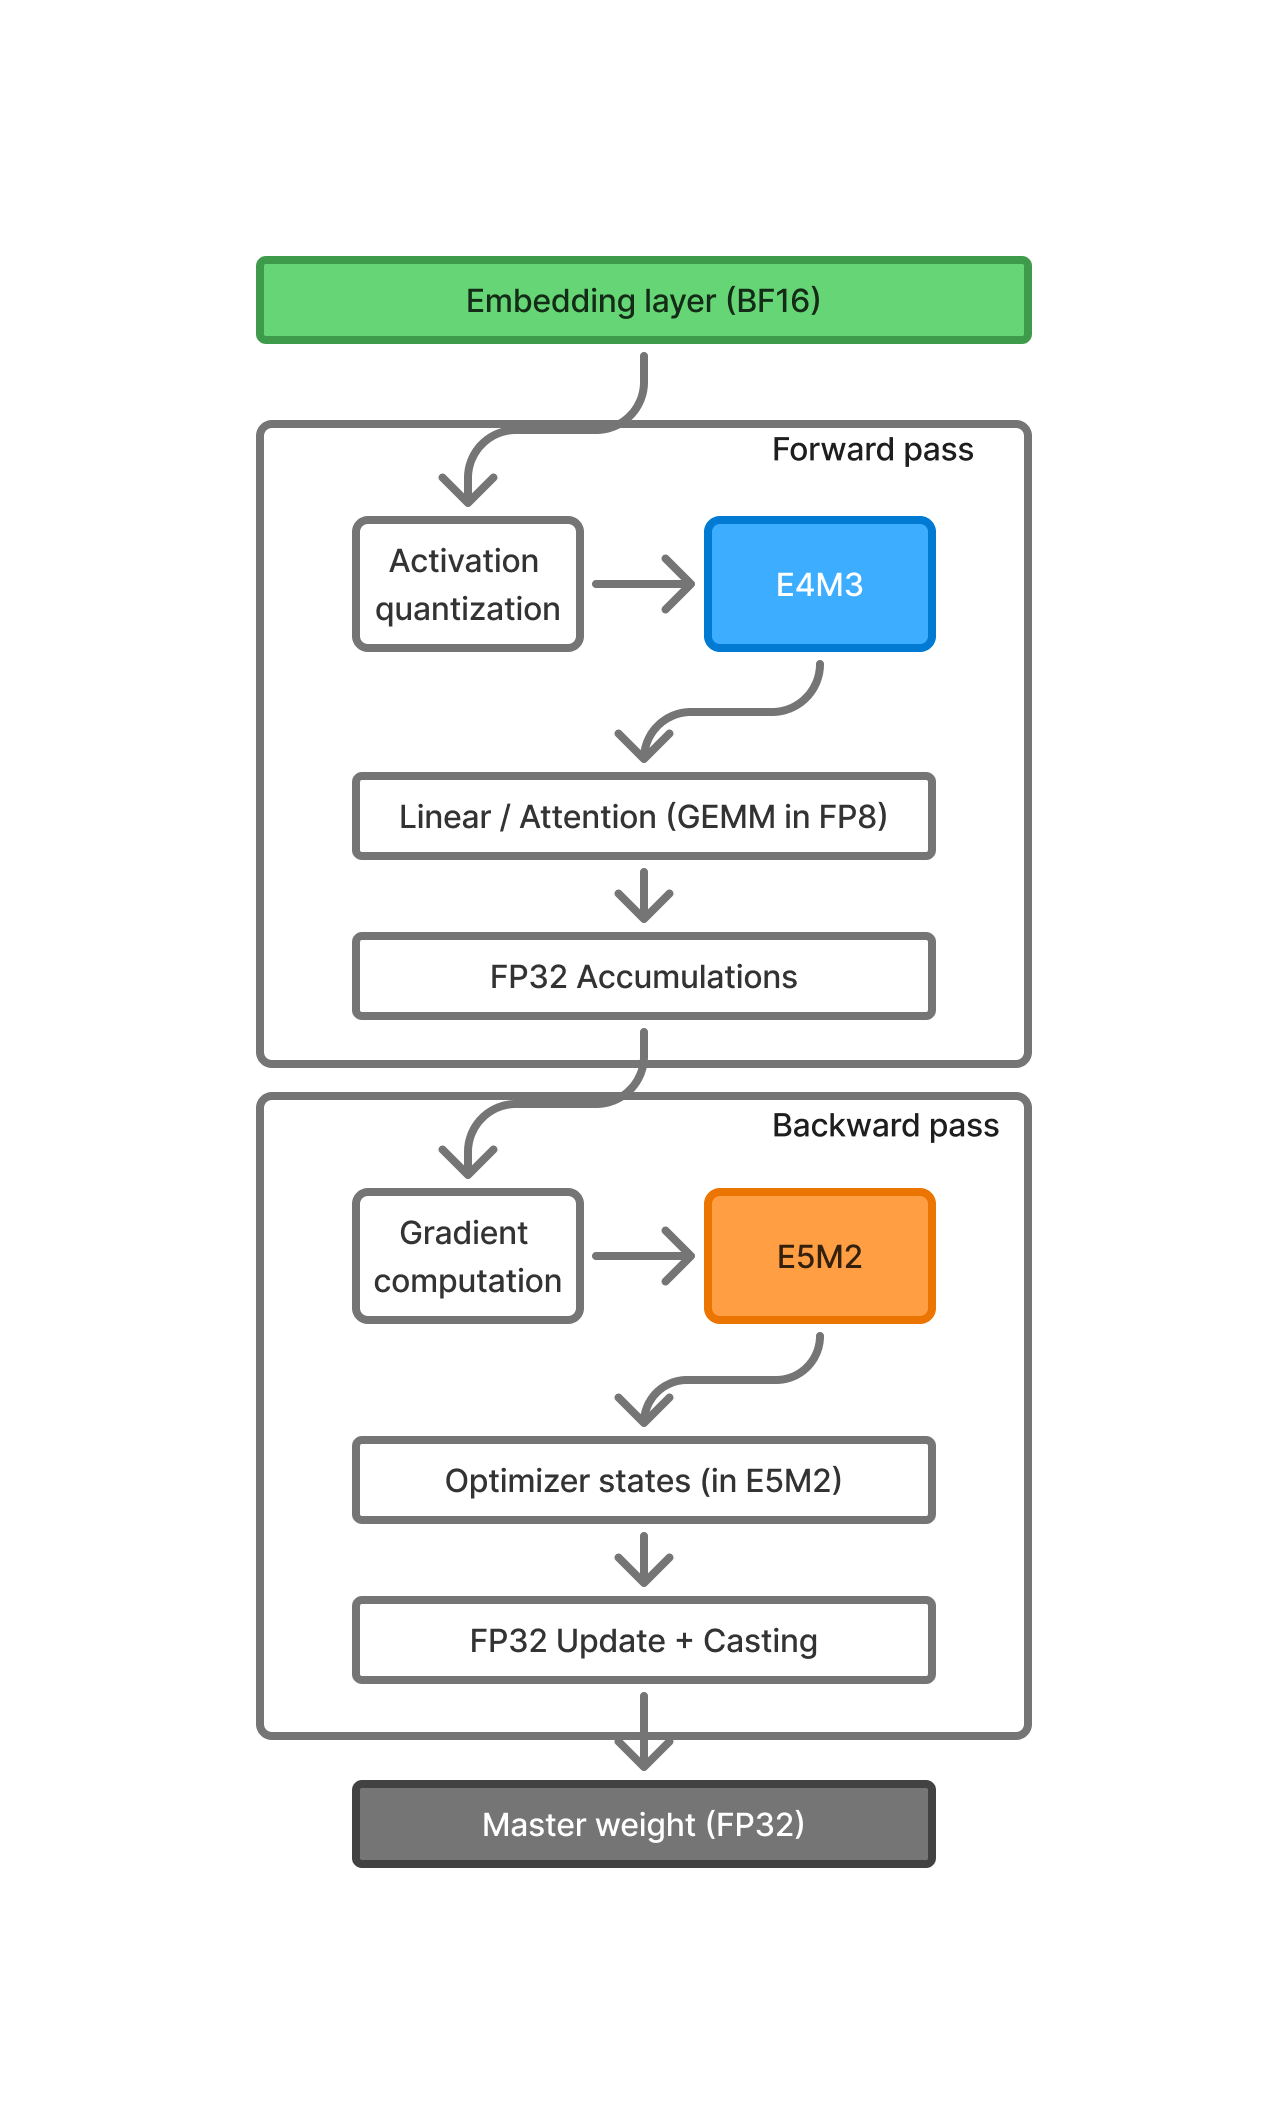 Embedding layer (BF16)
Forward pass
Activation
quantization
E4M3
Linear / Attention (GEMM in FP8)
FP32 Accumulations
Backward pass
Gradient
computation
E5M2
Optimizer states (in E5M2)
FP32 Update + Casting
Master weight (FP32)